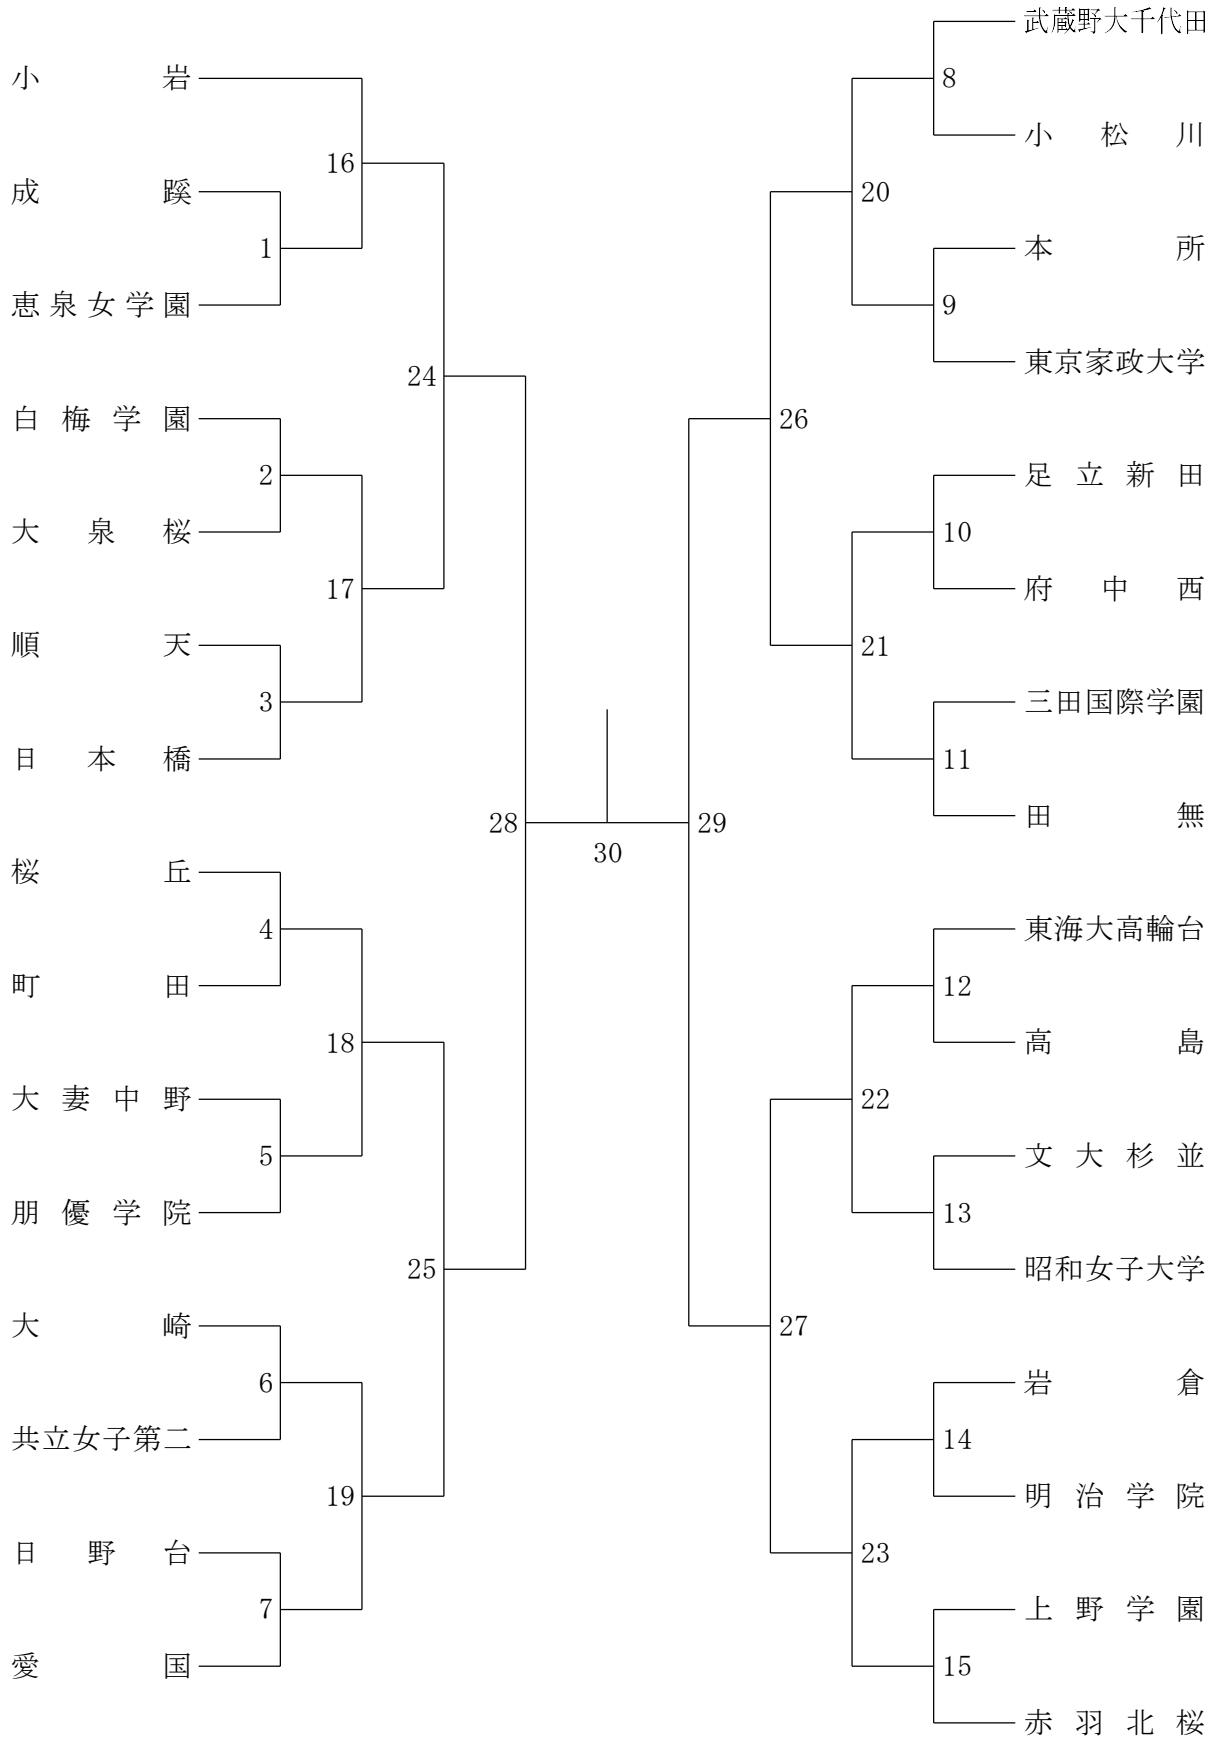 小岩
16
成蹊
1
恵泉女学園
24
白梅学園
2
大泉桜
17
順天
3
日本橋
28
桜丘
4
町田
18
大妻中野
5
朋優学院
25
大崎
6
共立女子第二
19
日野台
7
愛国
30
武蔵野大千代田
8
小松川
20
本所
9
東京家政大学
26
足立新田
10
府中西
21
三田国際学園
11
田無
29
東海大高輪台
12
高島
22
文大杉並
13
昭和女子大学
27
岩倉
14
明治学院
23
上野学園
15
赤羽北桜